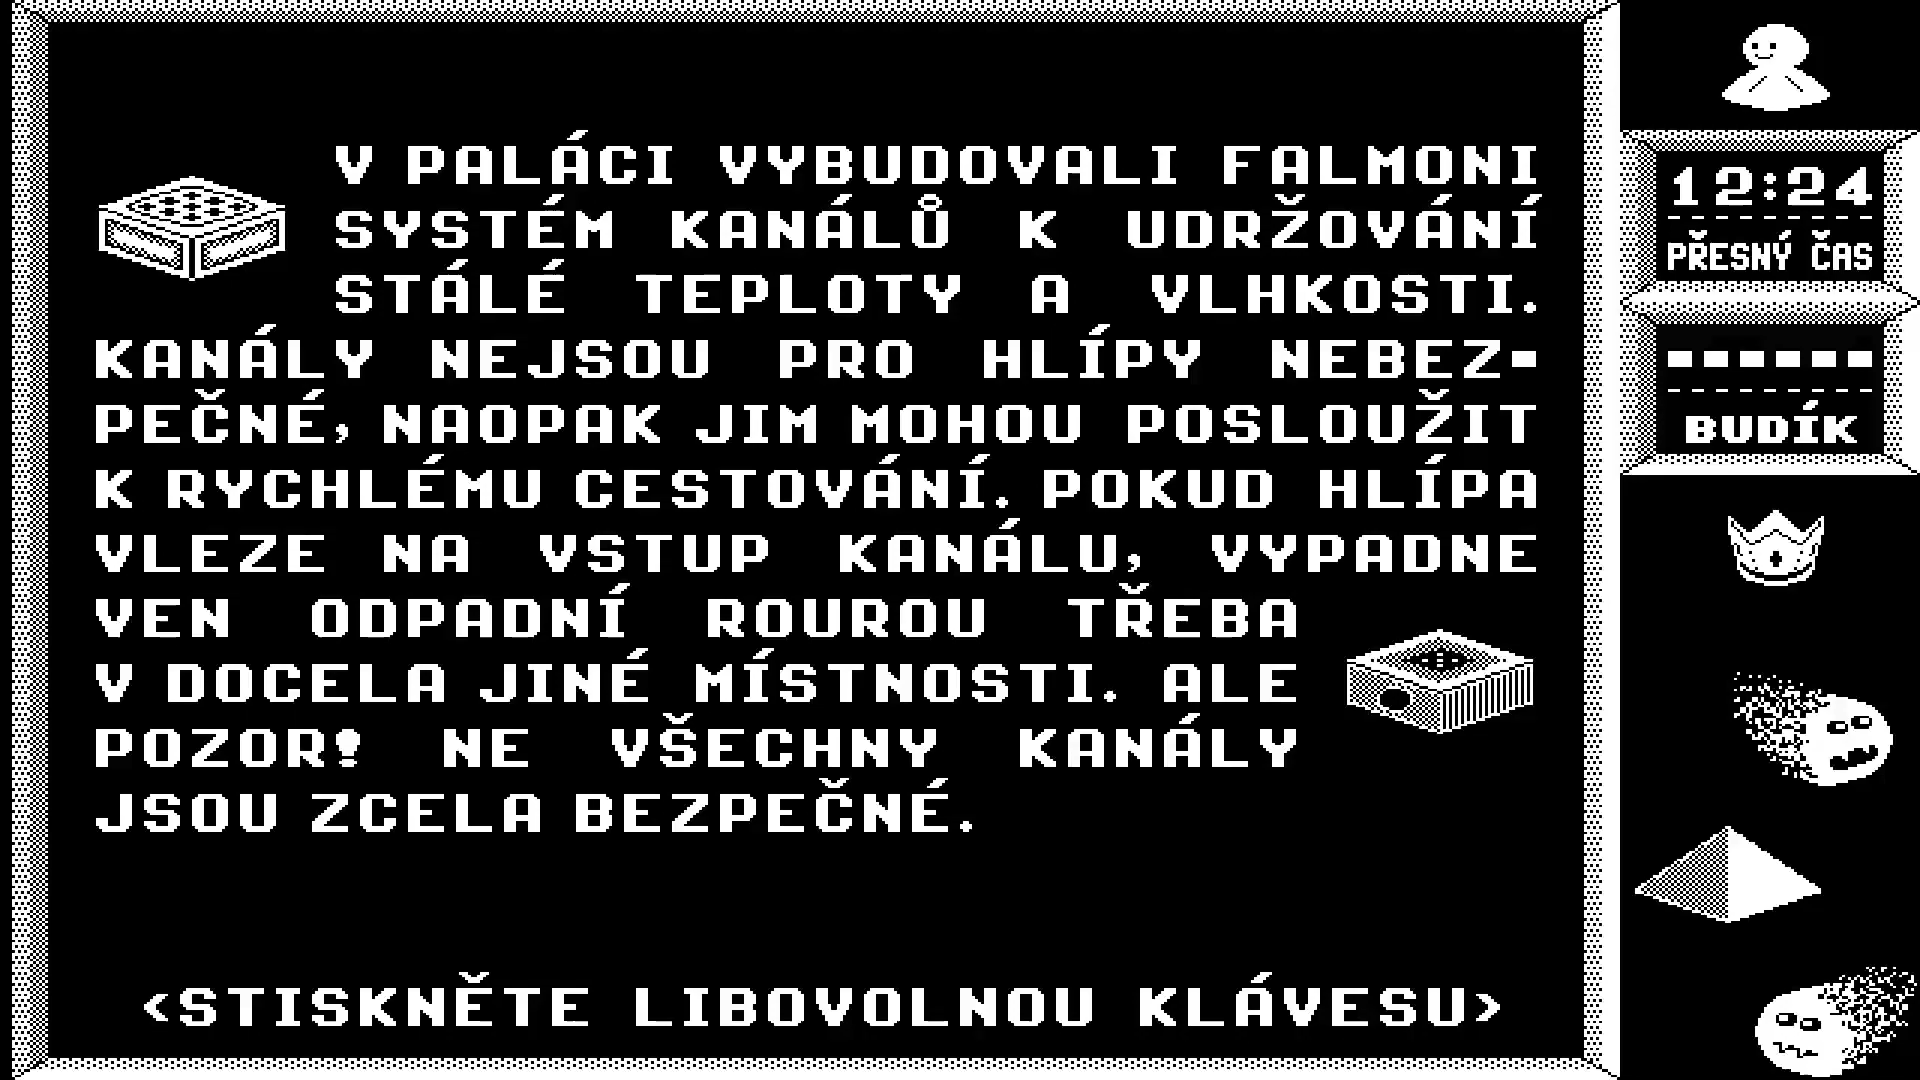 V PALÁCI VYBUDOVALI FALMONI
SYSTÉM KANÁLŮ K UDRŽOVÁNÍ
STÁLÉ TEPLOTY A VLHKOSTI.
KANÁLY NEJSOU PRO HLÍPY NEBEZ-
PEČNÉ, NAOPAK JIM MOHOU POSLOUŽIT
K RYCHLÉMU CESTOVÁNÍ. POKUD HLÍPA
VLEZE NA VSTUP KANÁLU, VYPADNE
VEN ODPADNÍ ROUROU TŘEBA
V DOCELA JINÉ MÍSTNOSTI. ALE
POZOR! NE VŠECHNY KANÁLY
JSOU ZCELA BEZPEČNÉ.
<STISKNĚTE LIBOVOLNOU KLÁVESU>
12:24
PŘESNÝ ČAS
------
BUDÍK